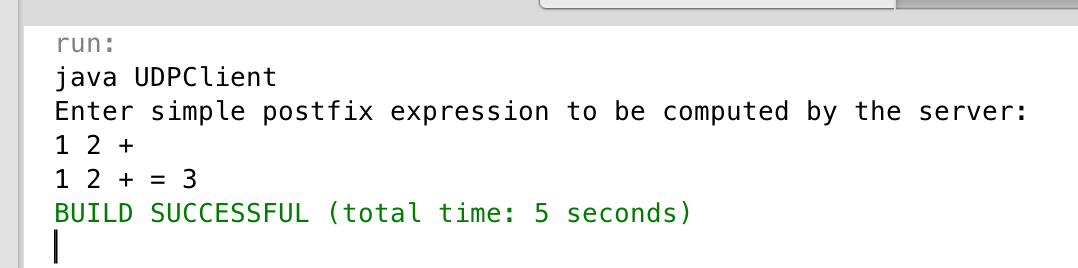 run:
java UDPClient
Enter simple postfix expression to be computed by the server:
1 2 +
1 2 + = 3
BUILD SUCCESSFUL (total time: 5 seconds)